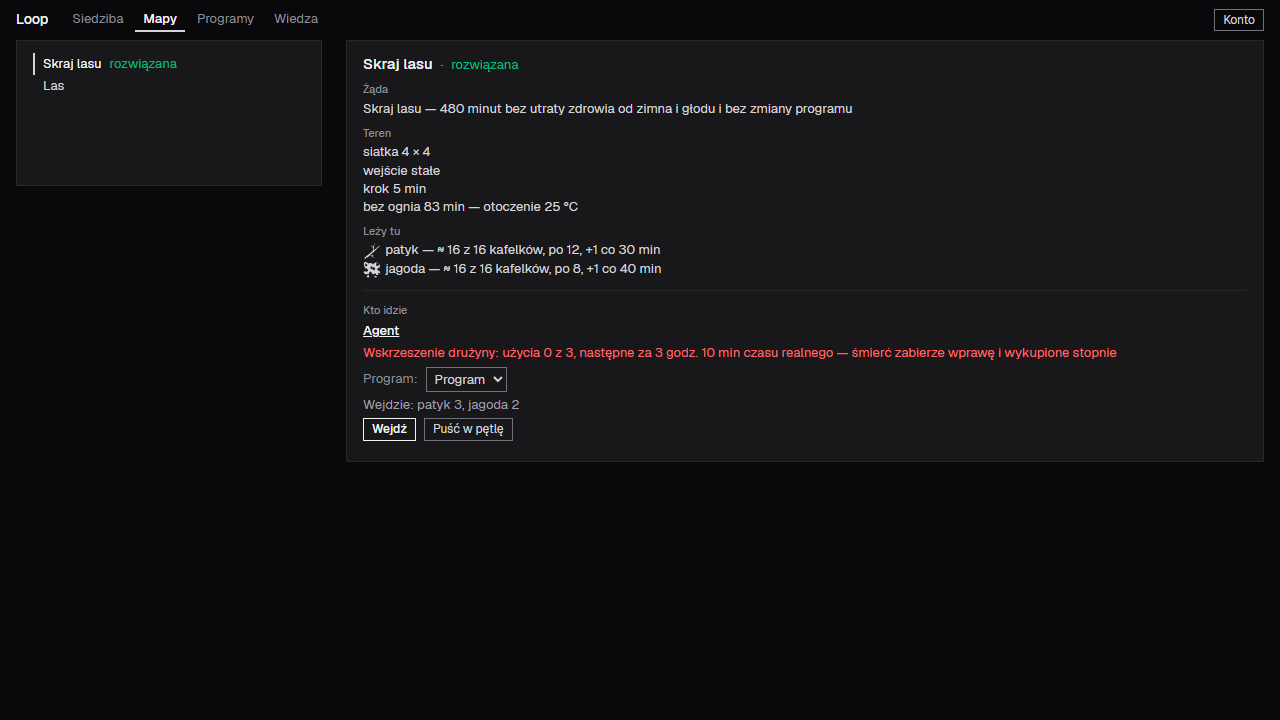 Loop Siedziba Mapy Programy Wiedza Konto
Skraj lasu rozwiązana
Las
Skraj lasu · rozwiązana
Żąda
Skraj lasu — 480 minut bez utraty zdrowia od zimna i głodu i bez zmiany programu
Teren
siatka 4 × 4
wejście stałe
krok 5 min
bez ognia 83 min — otoczenie 25 °C
Leży tu
patyk — ≈ 16 z 16 kafelków, po 12, +1 co 30 min
jagoda — ≈ 16 z 16 kafelków, po 8, +1 co 40 min
Kto idzie
Agent
Wskrzeszenie drużyny: użycia 0 z 3, następne za 3 godz. 10 min czasu realnego — śmierć zabierze wprawę i wykupione stopnie
Program: Program
Wejdzie: patyk 3, jagoda 2
Wejdź Puść w pętlę